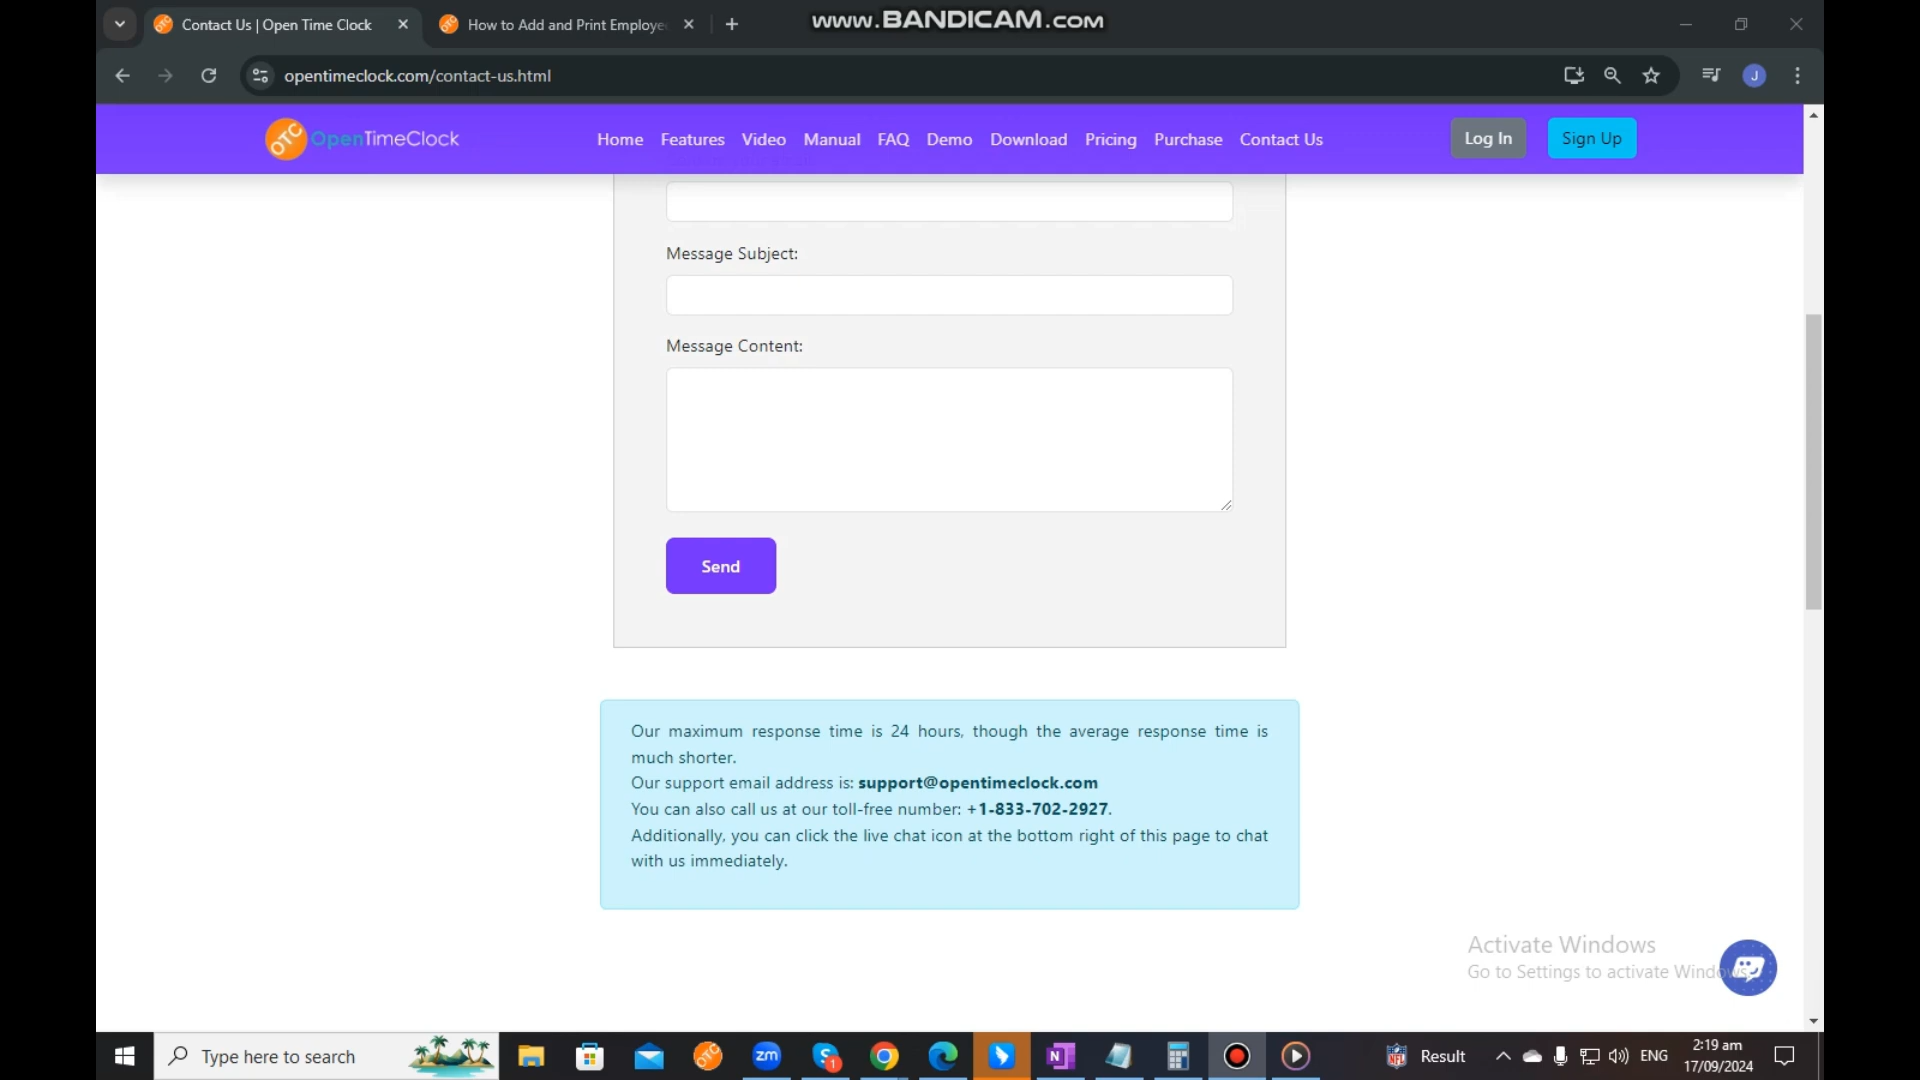 www.BANDICAM.com
Contact Us | Open Time Clock
How to Add and Print Employe
opentimeclock.com/contact-us.html
J
OTC OpenTimeClock
Home Features Video Manual FAQ Demo Download Pricing Purchase Contact Us
Log In
Sign Up
Message Subject:
Message Content:
Send
Our maximum response time is 24 hours, though the average response time is
much shorter.
Our support email address is: support@opentimeclock.com
You can also call us at our toll-free number: +1-833-702-2927.
Additionally, you can click the live chat icon at the bottom right of this page to chat
with us immediately.
Activate Windows
Go to Settings to activate Windows.
Type here to search
OTC
zm
1
N
Result
ENG
2:19 am
17/09/2024